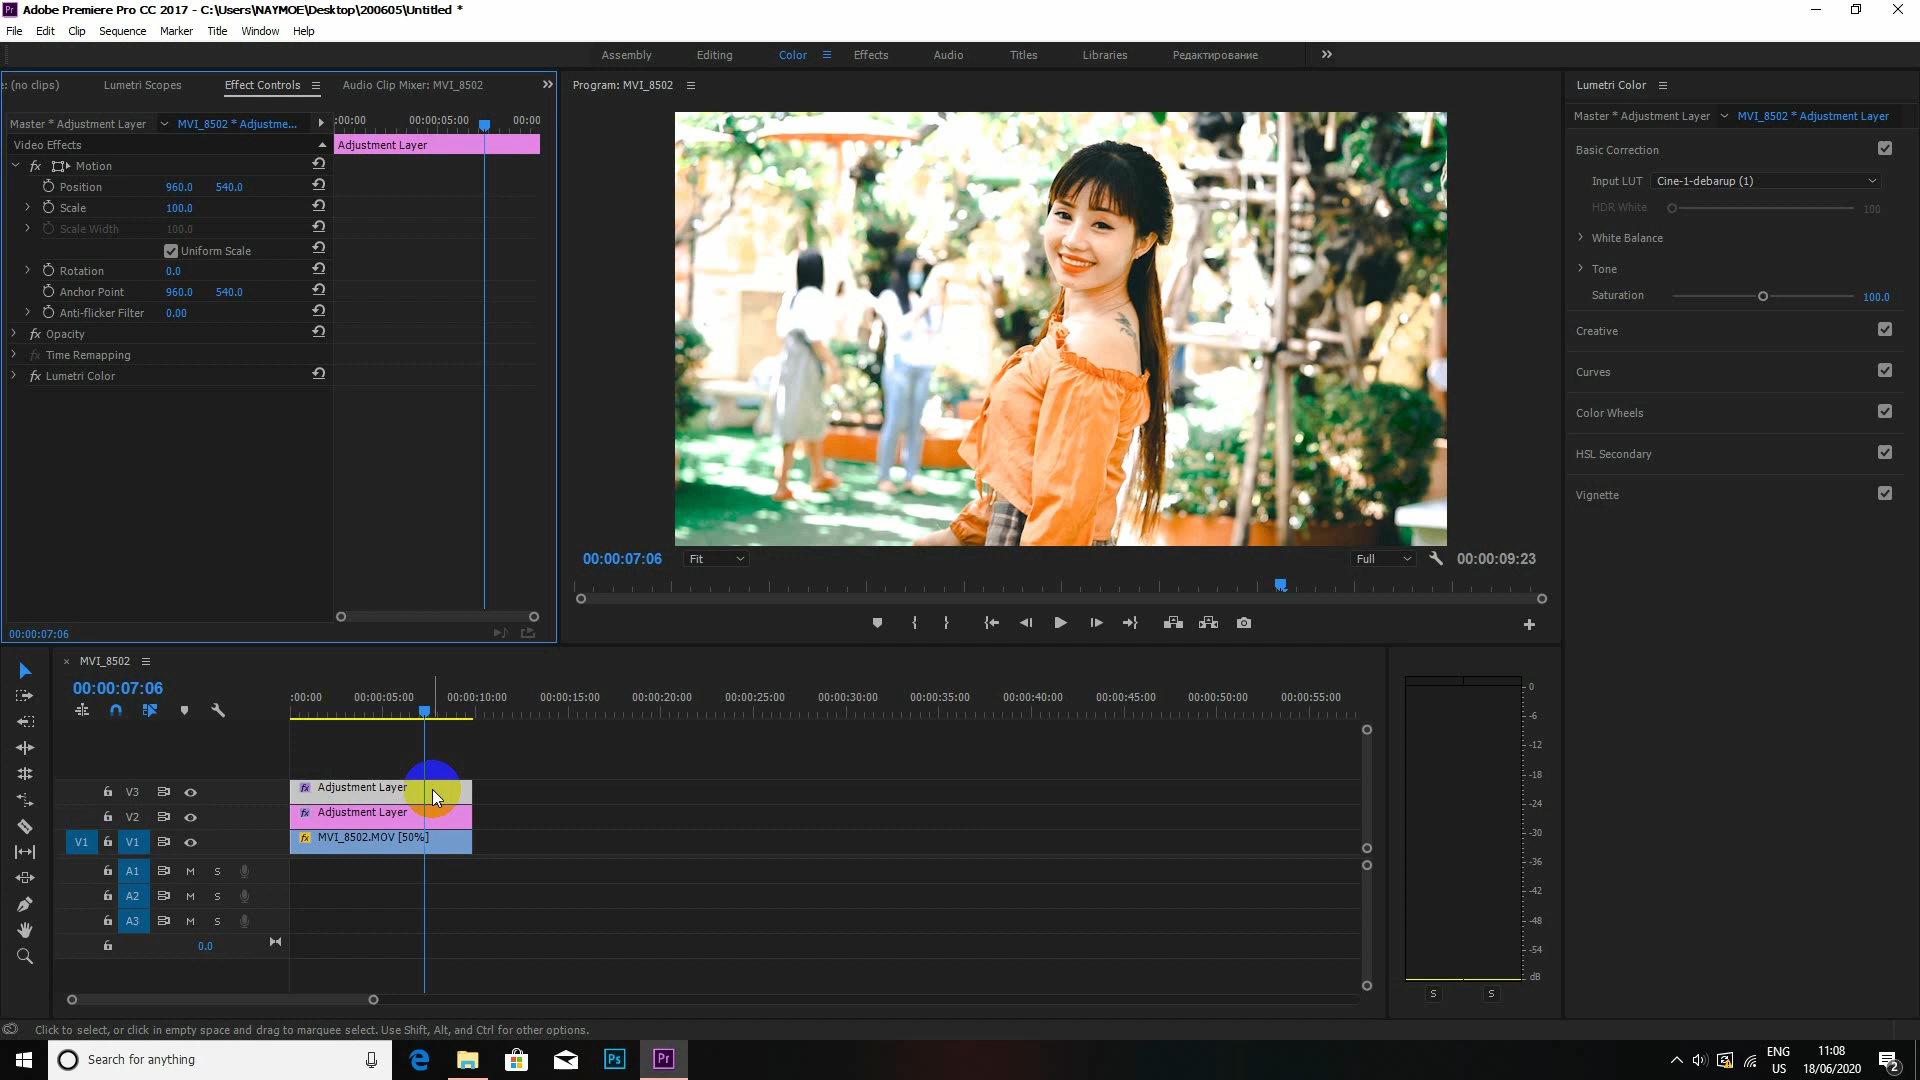 Adobe Premiere Pro CC 2017 - C:\Users\NAYMOE\Desktop\200605\Untitled *
File Edit Clip Sequence Marker Title Window Help
Assembly Editing Color Effects Audio Titles Libraries Редактирование
: (no clips) Lumetri Scopes Effect Controls Audio Clip Mixer: MVI_8502
Program: MVI_8502
Lumetri Color
Master * Adjustment Layer MVI_8502 * Adjustme...
:00:00 00:00:05:00 00:00
Video Effects
Adjustment Layer
fx Motion
Position 960.0 540.0
Scale 100.0
Scale Width 100.0
Uniform Scale
Rotation 0.0
Anchor Point 960.0 540.0
Anti-flicker Filter 0.00
fx Opacity
fx Time Remapping
fx Lumetri Color
00:00:07:06
00:00:07:06 Fit Full 00:00:09:23
Master * Adjustment Layer MVI_8502 * Adjustment Layer
Basic Correction
Input LUT Cine-1-debarup (1)
HDR White 100
White Balance
Tone
Saturation 100.0
Creative
Curves
Color Wheels
HSL Secondary
Vignette
× MVI_8502
00:00:07:06
:00:00 00:00:05:00 00:00:10:00 00:00:15:00 00:00:20:00 00:00:25:00 00:00:30:00 00:00:35:00 00:00:40:00 00:00:45:00 00:00:50:00 00:00:55:00
V3 fx Adjustment Layer
V2 fx Adjustment Layer
V1 V1 fx MVI_8502.MOV [50%]
A1 M S
A2 M S
A3 M S
0.0
0
-6
-12
-18
-24
-30
-36
-42
-48
-54
dB
S S
Click to select, or click in empty space and drag to marquee select. Use Shift, Alt, and Ctrl for other options.
Search for anything
Ps
Pr
ENG
US
11:08
18/06/2020
2